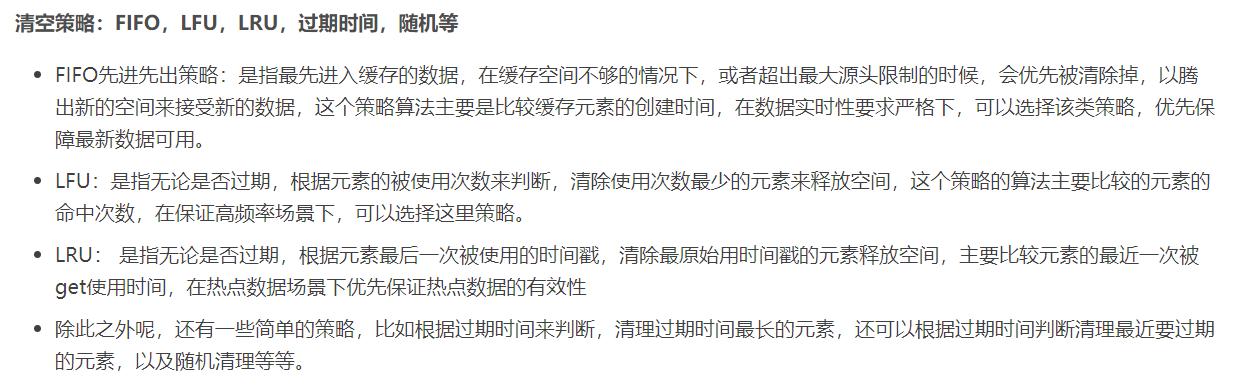 清空策略：FIFO，LFU，LRU，过期时间，随机等
• FIFO先进先出策略：是指最先进入缓存的数据，在缓存空间不够的情况下，或者超出最大源头限制的时候，会优先被清除掉，以腾
出新的空间来接受新的数据，这个策略算法主要是比较缓存元素的创建时间，在数据实时性要求严格下，可以选择该类策略，优先保
障最新数据可用。
• LFU：是指无论是否过期，根据元素的被使用次数来判断，清除使用次数最少的元素来释放空间，这个策略的算法主要比较的元素的
命中次数，在保证高频率场景下，可以选择这里策略。
• LRU： 是指无论是否过期，根据元素最后一次被使用的时间戳，清除最原始用时间戳的元素释放空间，主要比较元素的最近一次被
get使用时间，在热点数据场景下优先保证热点数据的有效性
• 除此之外呢，还有一些简单的策略，比如根据过期时间来判断，清理过期时间最长的元素，还可以根据过期时间判断清理最近要过期
的元素，以及随机清理等等。